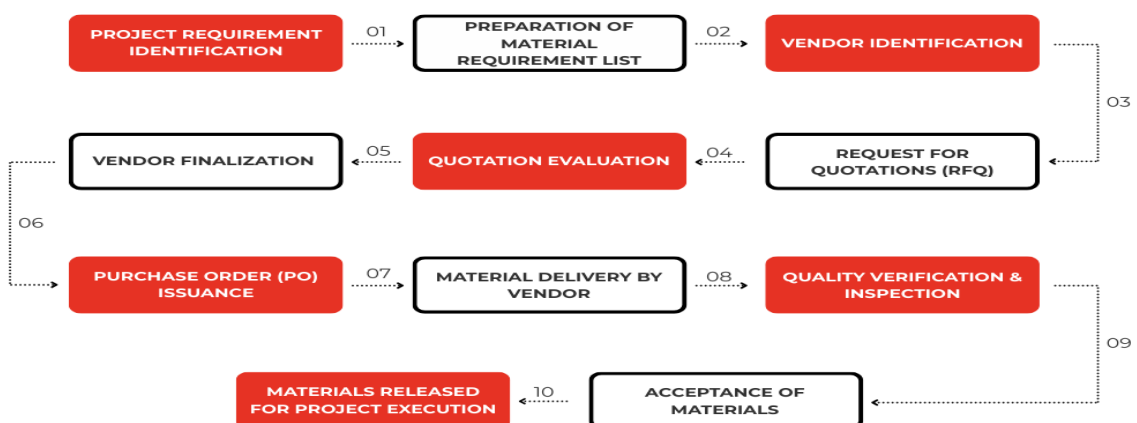 PROJECT REQUIREMENT
IDENTIFICATION
01
PREPARATION OF
MATERIAL
REQUIREMENT LIST
02
VENDOR IDENTIFICATION
03
REQUEST FOR
QUOTATIONS (RFQ)
04
QUOTATION EVALUATION
05
VENDOR FINALIZATION
06
PURCHASE ORDER (PO)
ISSUANCE
07
MATERIAL DELIVERY BY
VENDOR
08
QUALITY VERIFICATION &
INSPECTION
09
ACCEPTANCE OF
MATERIALS
10
MATERIALS RELEASED
FOR PROJECT EXECUTION